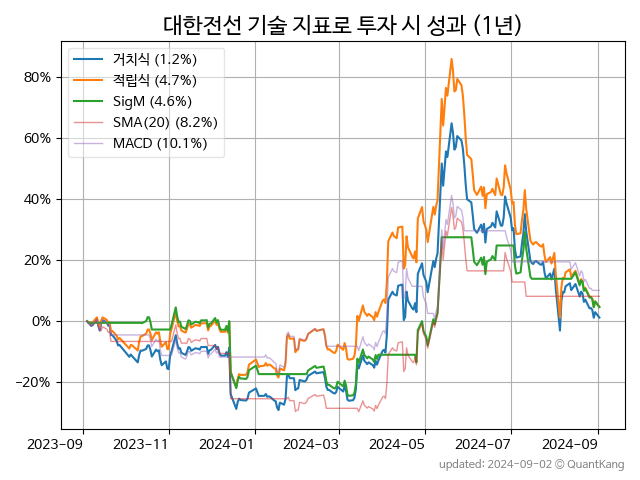 대한전선 기술 지표로 투자 시 성과 (1년)
거치식 (1.2%)
적립식 (4.7%)
SigM (4.6%)
SMA(20) (8.2%)
MACD (10.1%)
80%
60%
40%
20%
0%
−20%
2023-09 2023-11 2024-01 2024-03 2024-05 2024-07 2024-09
updated: 2024-09-02 © QuantKang